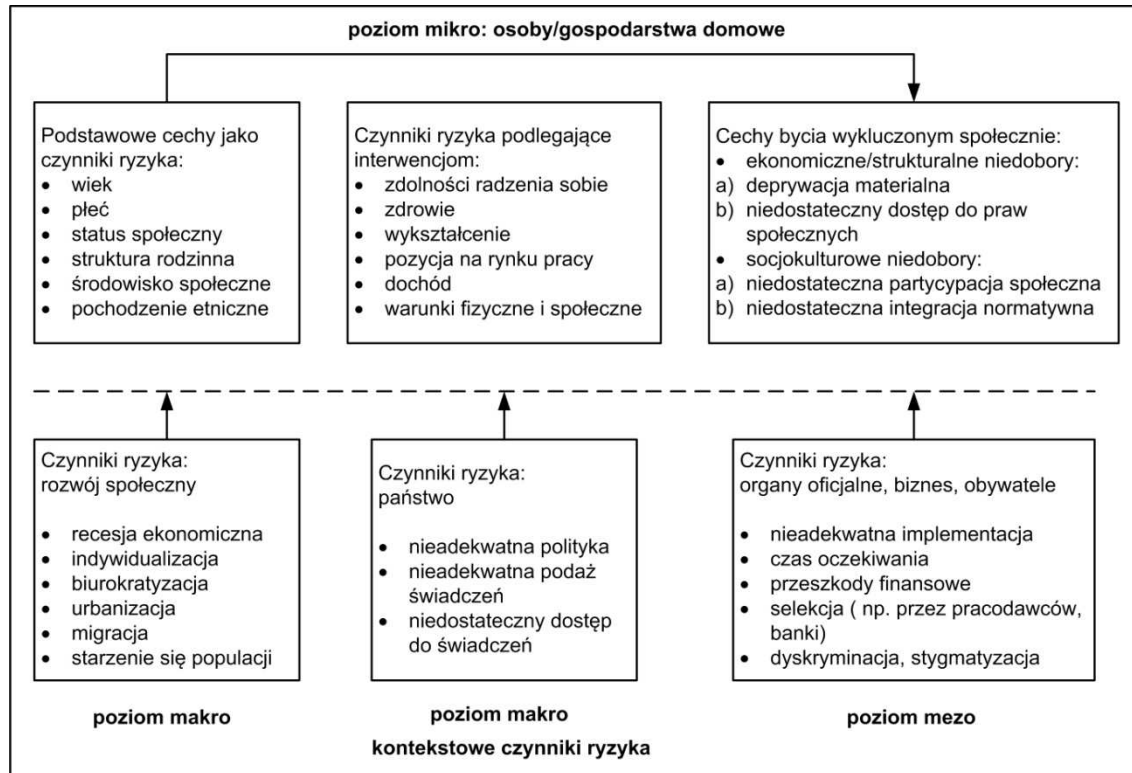 poziom mikro: osoby/gospodarstwa domowe
Podstawowe cechy jako
czynniki ryzyka:
• wiek
• płeć
• status społeczny
• struktura rodzinna
• środowisko społeczne
• pochodzenie etniczne
Czynniki ryzyka podlegające
interwencjom:
• zdolności radzenia sobie
• zdrowie
• wykształcenie
• pozycja na rynku pracy
• dochód
• warunki fizyczne i społeczne
Cechy bycia wykluczonym społecznie:
• ekonomiczne/strukturalne niedobory:
a) deprywacja materialna
b) niedostateczny dostęp do praw
społecznych
• socjokulturowe niedobory:
a) niedostateczna partycypacja społeczna
b) niedostateczna integracja normatywna
Czynniki ryzyka:
rozwój społeczny
• recesja ekonomiczna
• indywidualizacja
• biurokratyzacja
• urbanizacja
• migracja
• starzenie się populacji
poziom makro
Czynniki ryzyka:
państwo
• nieadekwatna polityka
• nieadekwatna podaż
świadczeń
• niedostateczny dostęp
do świadczeń
poziom makro
Czynniki ryzyka:
organy oficjalne, biznes, obywatele
• nieadekwatna implementacja
• czas oczekiwania
• przeszkody finansowe
• selekcja ( np. przez pracodawców,
banki)
• dyskryminacja, stygmatyzacja
poziom mezo
kontekstowe czynniki ryzyka